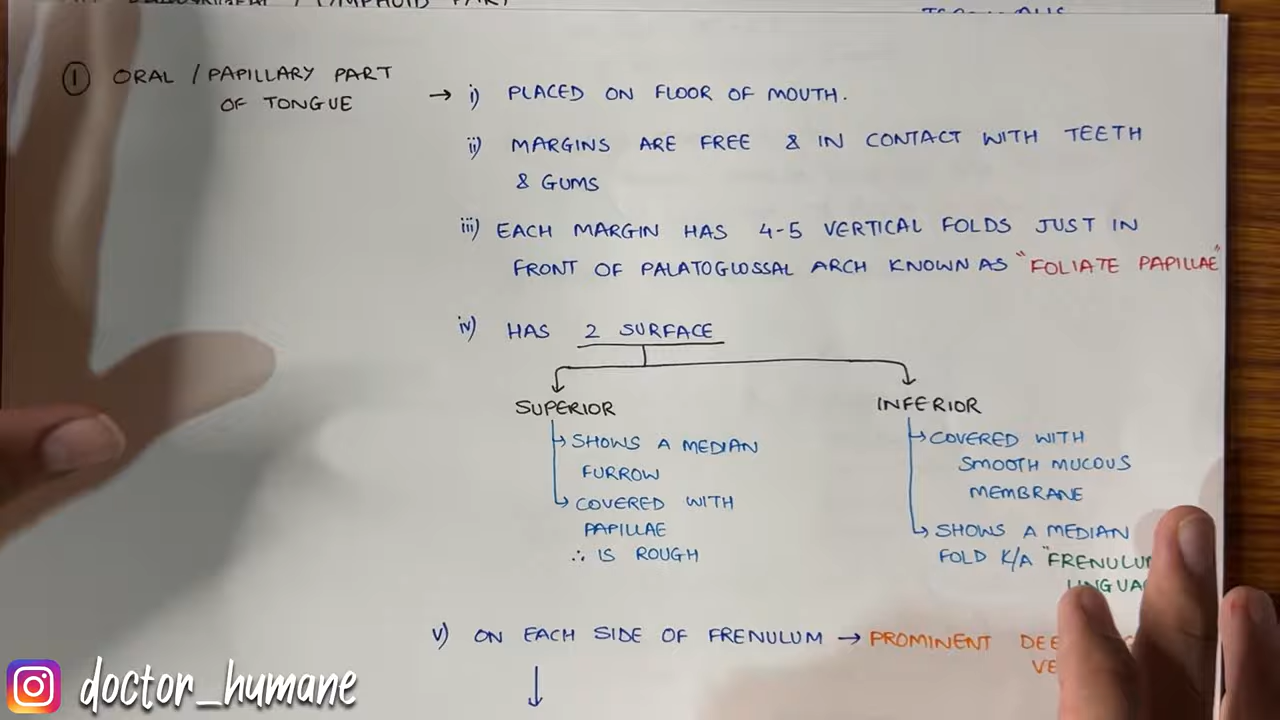 LYMPHOID PART
① ORAL / PAPILLARY PART
OF TONGUE
→ i) PLACED ON FLOOR OF MOUTH.
ii) MARGINS ARE FREE & IN CONTACT WITH TEETH
& GUMS
iii) EACH MARGIN HAS 4-5 VERTICAL FOLDS JUST IN
FRONT OF PALATOGLOSSAL ARCH KNOWN AS "FOLIATE PAPILLAE"
iv) HAS 2 SURFACE
SUPERIOR
SHOWS A MEDIAN
FURROW
COVERED WITH
PAPILLAE
∴ IS ROUGH
INFERIOR
COVERED WITH
SMOOTH MUCOUS
MEMBRANE
SHOWS A MEDIAN
FOLD K/A "FRENULUM
v) ON EACH SIDE OF FRENULUM → PROMINENT
doctor_humane